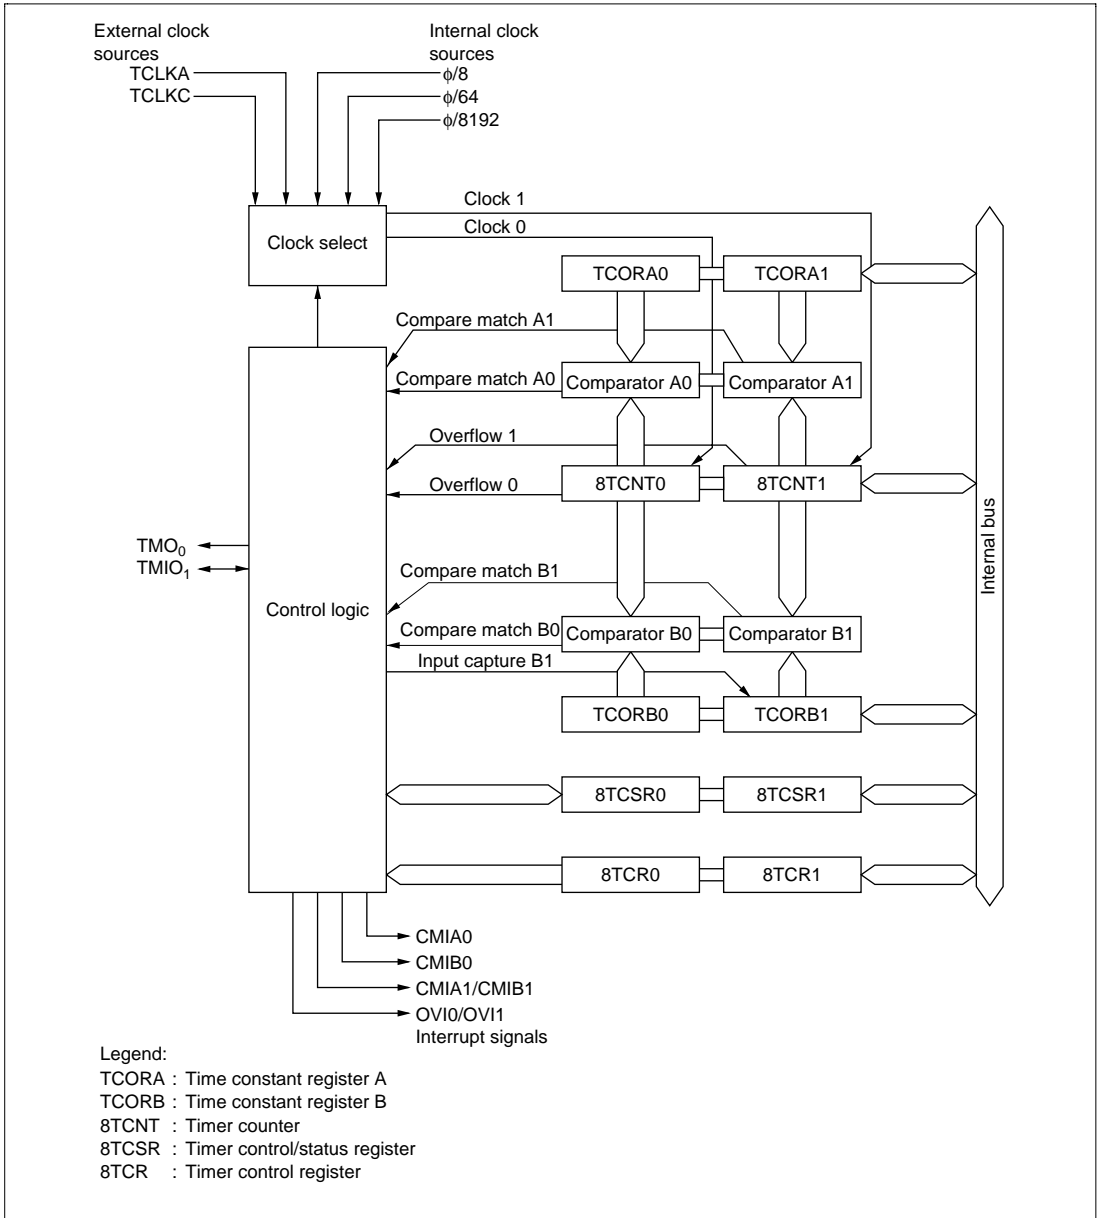 External clock
sources
Internal clock
sources
TCLKA
TCLKC
φ/8
φ/64
φ/8192
Clock 1
Clock 0
Clock select
TCORA0
TCORA1
Compare match A1
Compare match A0
Comparator A0
Comparator A1
Overflow 1
Overflow 0
8TCNT0
8TCNT1
TMO0
TMIO1
Control logic
Internal bus
Compare match B1
Compare match B0
Comparator B0
Comparator B1
Input capture B1
TCORB0
TCORB1
8TCSR0
8TCSR1
8TCR0
8TCR1
CMIA0
CMIB0
CMIA1/CMIB1
OVI0/OVI1
Interrupt signals
Legend:
TCORA : Time constant register A
TCORB : Time constant register B
8TCNT : Timer counter
8TCSR : Timer control/status register
8TCR : Timer control register